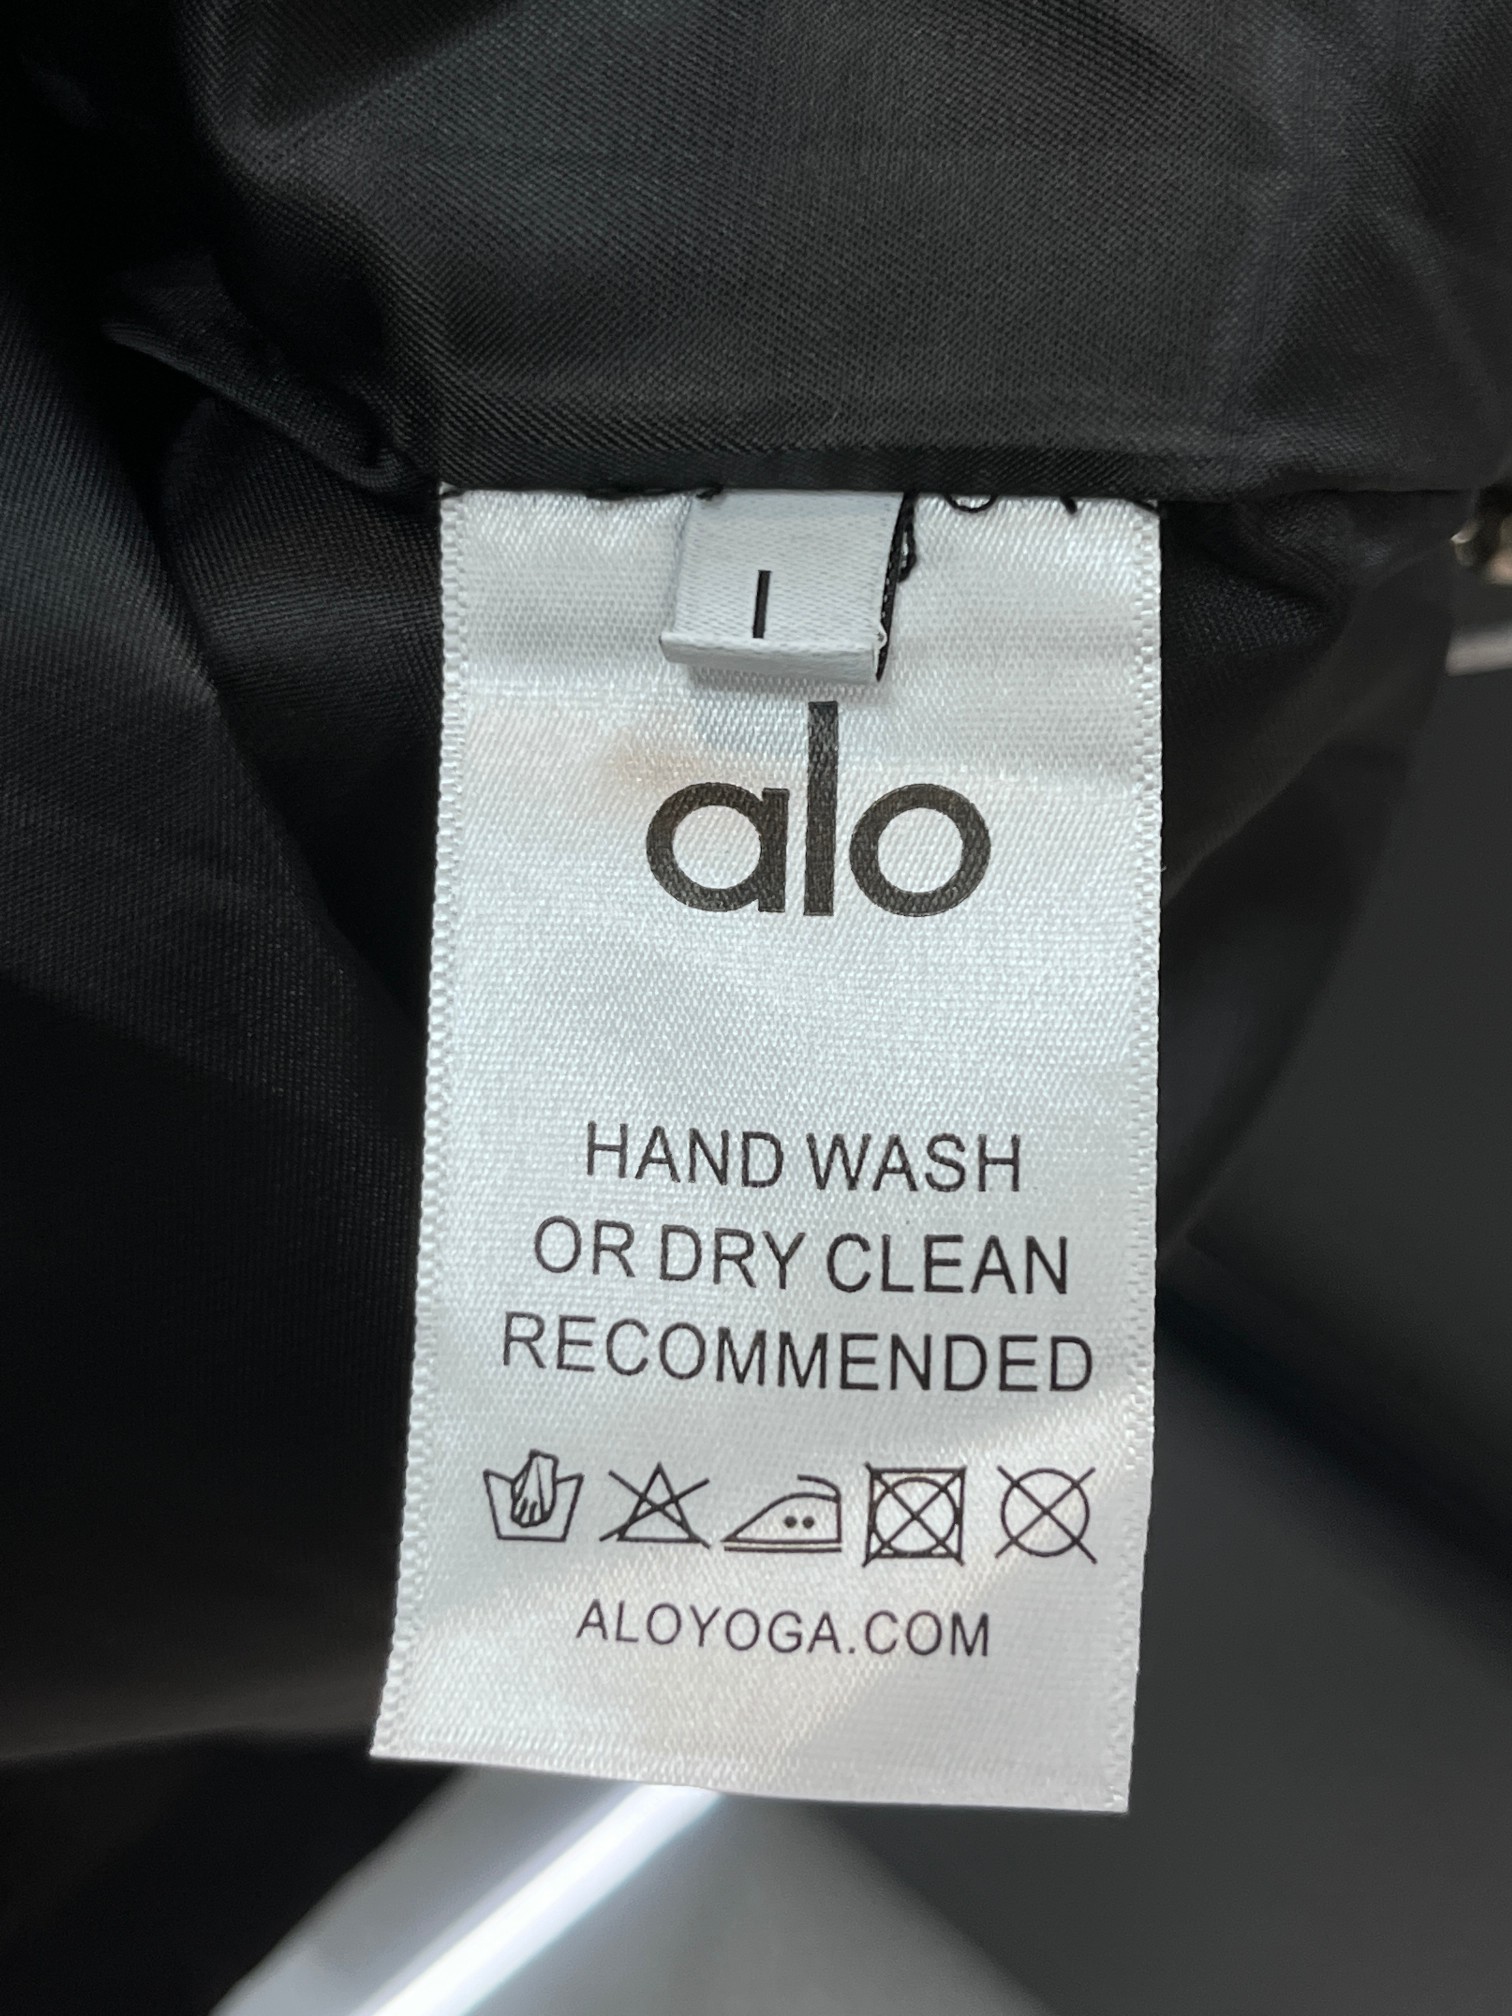 alo
HAND WASH
OR DRY CLEAN
RECOMMENDED
ALOYOGA.COM